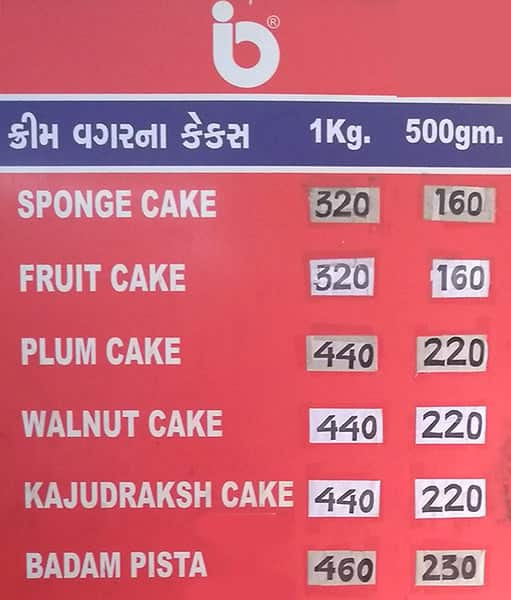 ib®
ક્રીમ વગરના કેકસ 1Kg. 500gm.
SPONGE CAKE 320 160
FRUIT CAKE 320 160
PLUM CAKE 440 220
WALNUT CAKE 440 220
KAJUDRAKSH CAKE 440 220
BADAM PISTA 460 230